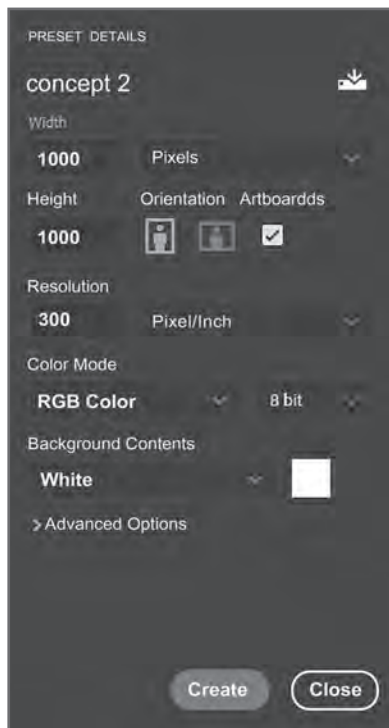 PRESET DETAILS
concept 2
Width
1000 Pixels
Height Orientation Artboardds
1000
Resolution
300 Pixel/Inch
Color Mode
RGB Color 8 bit
Background Contents
White
Advanced Options
Create Close